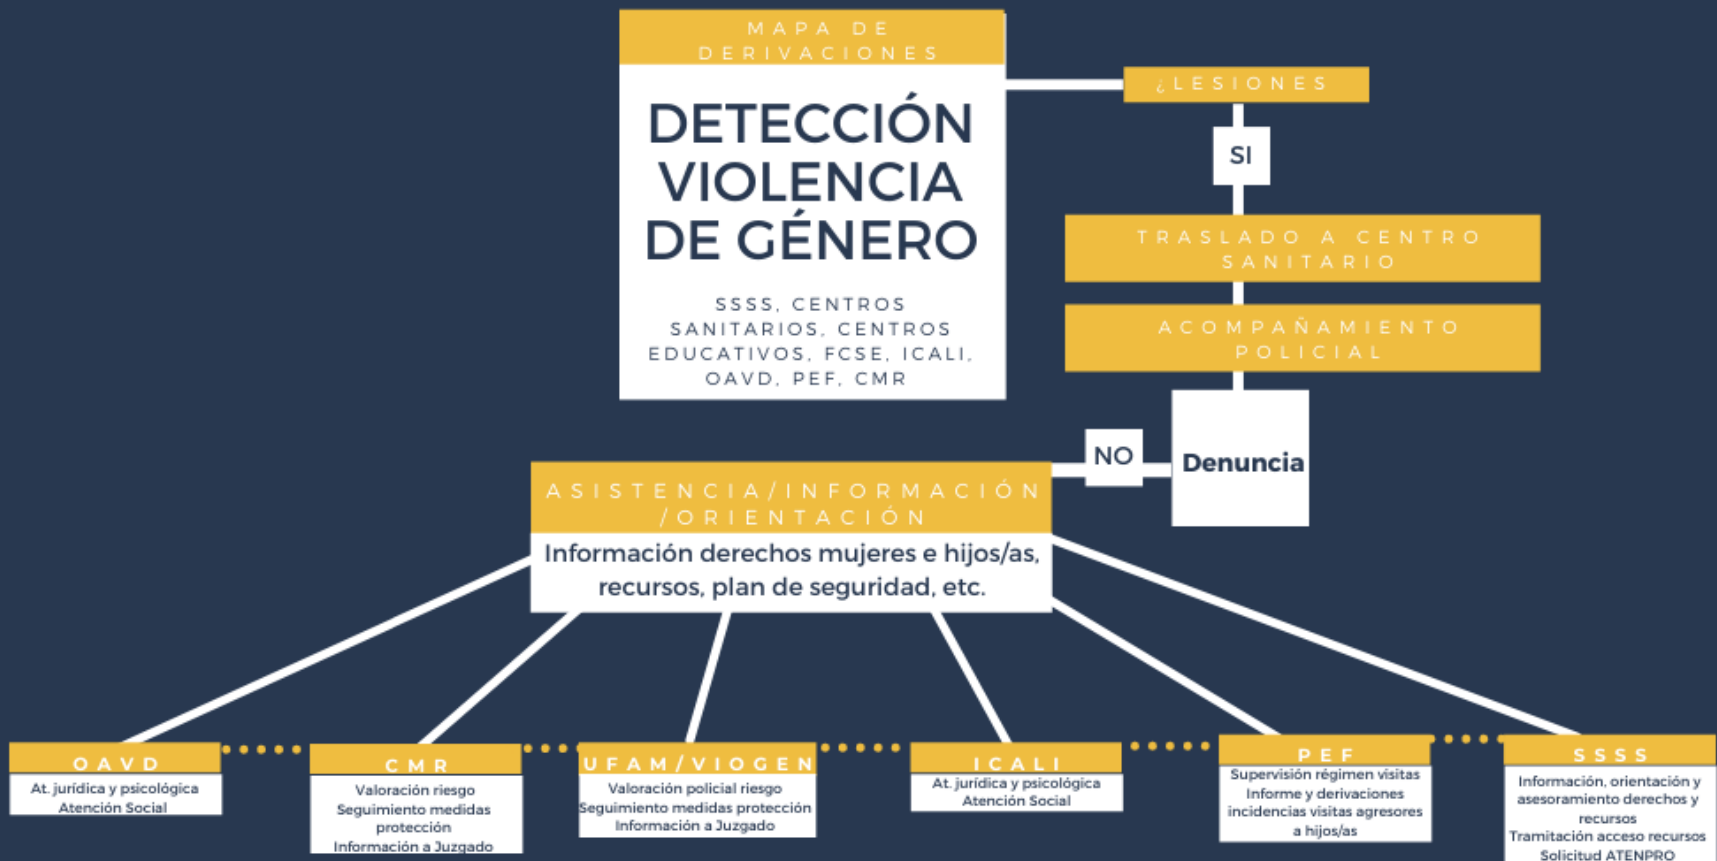 MAPA DE
DERIVACIONES
DETECCIÓN
VIOLENCIA
DE GÉNERO
SSSS, CENTROS
SANITARIOS, CENTROS
EDUCATIVOS, FCSE, ICALI,
OAVD, PEF, CMR
¿LESIONES
SI
TRASLADO A CENTRO
SANITARIO
ACOMPAÑAMIENTO
POLICIAL
Denuncia
NO
ASISTENCIA/INFORMACIÓN
/ORIENTACIÓN
Información derechos mujeres e hijos/as,
recursos, plan de seguridad, etc.
OAVD
At. jurídica y psicológica
Atención Social
CMR
Valoración riesgo
Seguimiento medidas
protección
Información a Juzgado
UFAM/VIOGEN
Valoración policial riesgo
Seguimiento medidas protección
Información a Juzgado
ICALI
At. jurídica y psicológica
Atención Social
PEF
Supervisión régimen visitas
Informe y derivaciones
incidencias visitas agresores
a hijos/as
SSSS
Información, orientación y
asesoramiento derechos y
recursos
Tramitación acceso recursos
Solicitud ATENPRO